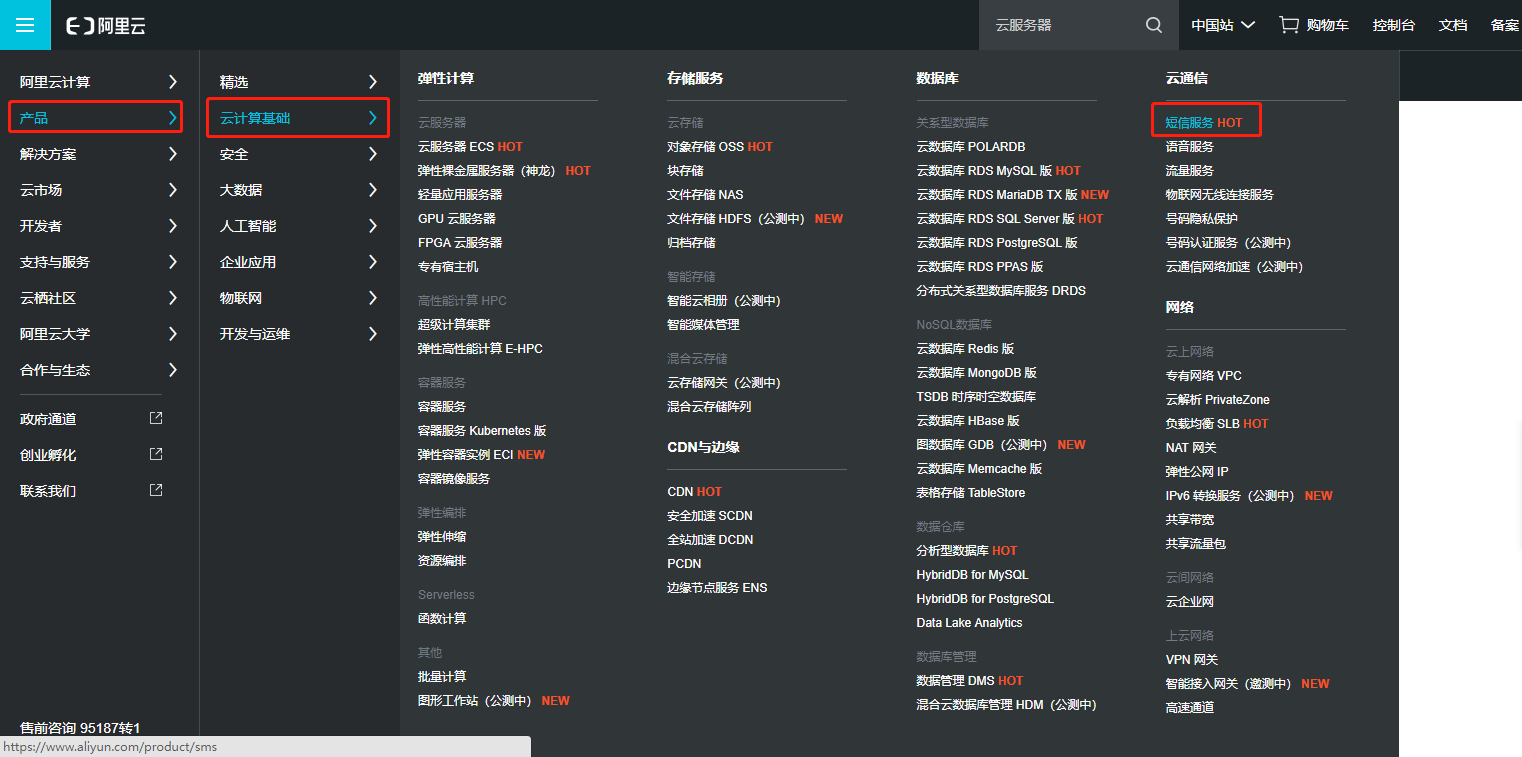 阿里云
云服务器
中国站
购物车
控制台
文档
备案
阿里云计算
产品
解决方案
云市场
开发者
支持与服务
云栖社区
阿里云大学
合作与生态
政府通道
创业孵化
联系我们
售前咨询 95187转1
精选
云计算基础
安全
大数据
人工智能
企业应用
物联网
开发与运维
弹性计算
云服务器
云服务器 ECS HOT
弹性裸金属服务器（神龙） HOT
轻量应用服务器
GPU 云服务器
FPGA 云服务器
专有宿主机
高性能计算 HPC
超级计算集群
弹性高性能计算 E-HPC
容器服务
容器服务
容器服务 Kubernetes 版
弹性容器实例 ECI NEW
容器镜像服务
弹性编排
弹性伸缩
资源编排
Serverless
函数计算
其他
批量计算
图形工作站（公测中） NEW
存储服务
云存储
对象存储 OSS HOT
块存储
文件存储 NAS
文件存储 HDFS（公测中） NEW
归档存储
智能存储
智能云相册（公测中）
智能媒体管理
混合云存储
云存储网关（公测中）
混合云存储阵列
CDN与边缘
CDN HOT
安全加速 SCDN
全站加速 DCDN
PCDN
边缘节点服务 ENS
数据库
关系型数据库
云数据库 POLARDB
云数据库 RDS MySQL 版 HOT
云数据库 RDS MariaDB TX 版 NEW
云数据库 RDS SQL Server 版 HOT
云数据库 RDS PostgreSQL 版
云数据库 RDS PPAS 版
分布式关系型数据库服务 DRDS
NoSQL数据库
云数据库 Redis 版
云数据库 MongoDB 版
TSDB 时序时空数据库
云数据库 HBase 版
图数据库 GDB（公测中） NEW
云数据库 Memcache 版
表格存储 TableStore
数据仓库
分析型数据库 HOT
HybridDB for MySQL
HybridDB for PostgreSQL
Data Lake Analytics
数据库管理
数据管理 DMS HOT
混合云数据库管理 HDM（公测中）
云通信
短信服务 HOT
语音服务
流量服务
物联网无线连接服务
号码隐私保护
号码认证服务（公测中）
云通信网络加速（公测中）
网络
云上网络
专有网络 VPC
云解析 PrivateZone
负载均衡 SLB HOT
NAT 网关
弹性公网 IP
IPv6 转换服务（公测中） NEW
共享带宽
共享流量包
云间网络
云企业网
上云网络
VPN 网关
智能接入网关（邀测中） NEW
高速通道
https://www.aliyun.com/product/sms